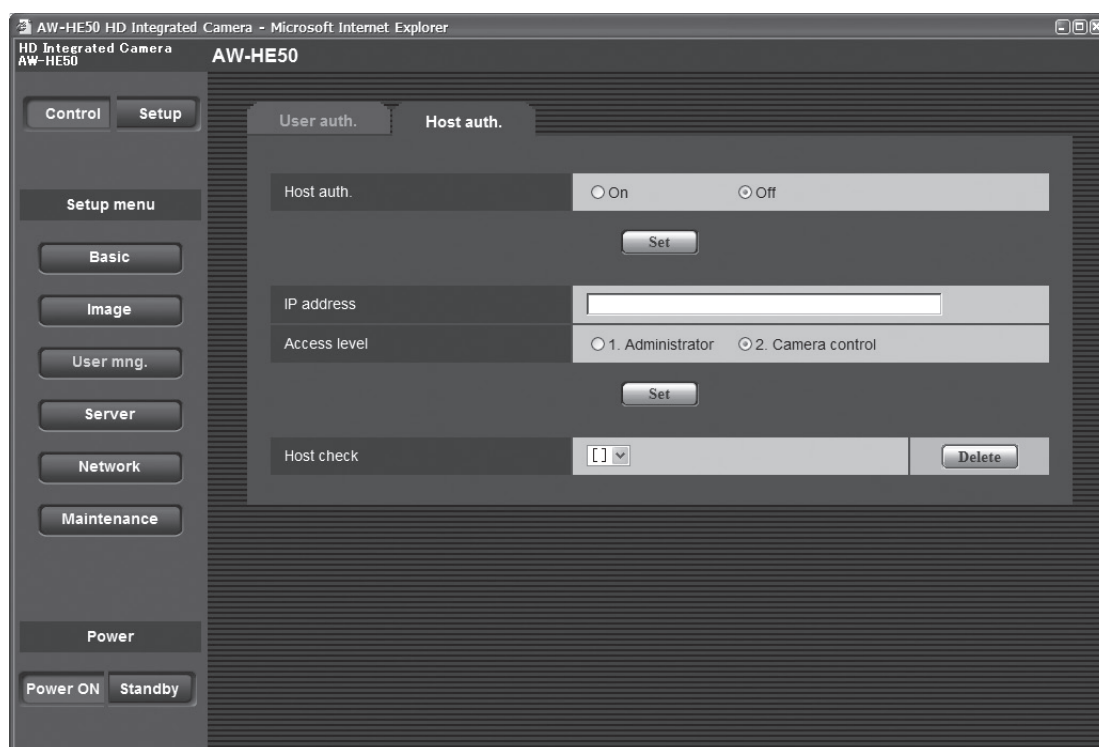 AW-HE50 HD Integrated Camera - Microsoft Internet Explorer
HD Integrated Camera
AW-HE50
AW-HE50
Control Setup
User auth. Host auth.
Setup menu
Basic
Image
User mng.
Server
Network
Maintenance
Power
Power ON Standby
Host auth. On Off
Set
IP address
Access level 1. Administrator 2. Camera control
Set
Host check [ ] Delete